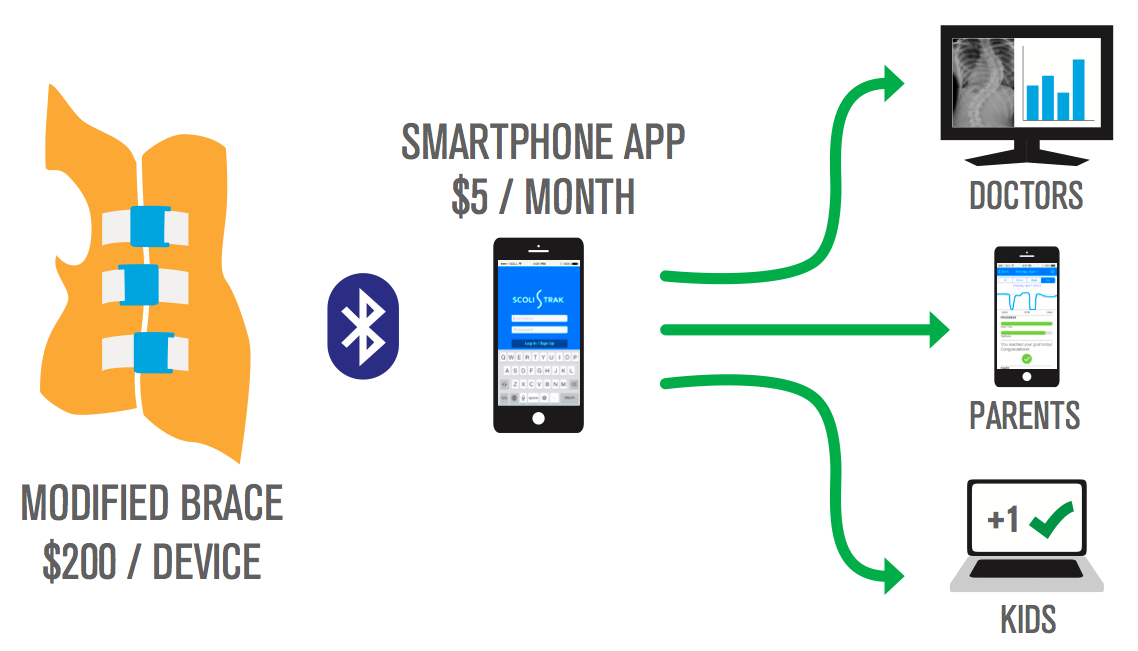 SMARTPHONE APP
$5 / MONTH
SCOLI TRAK
Log In / Sign Up
Q W E R T Y U I O P
A S D F G H J K L
Z X C V B N M
MODIFIED BRACE
$200 / DEVICE
DOCTORS
You reached your goal today!
Congratulations!
PARENTS
+1
KIDS